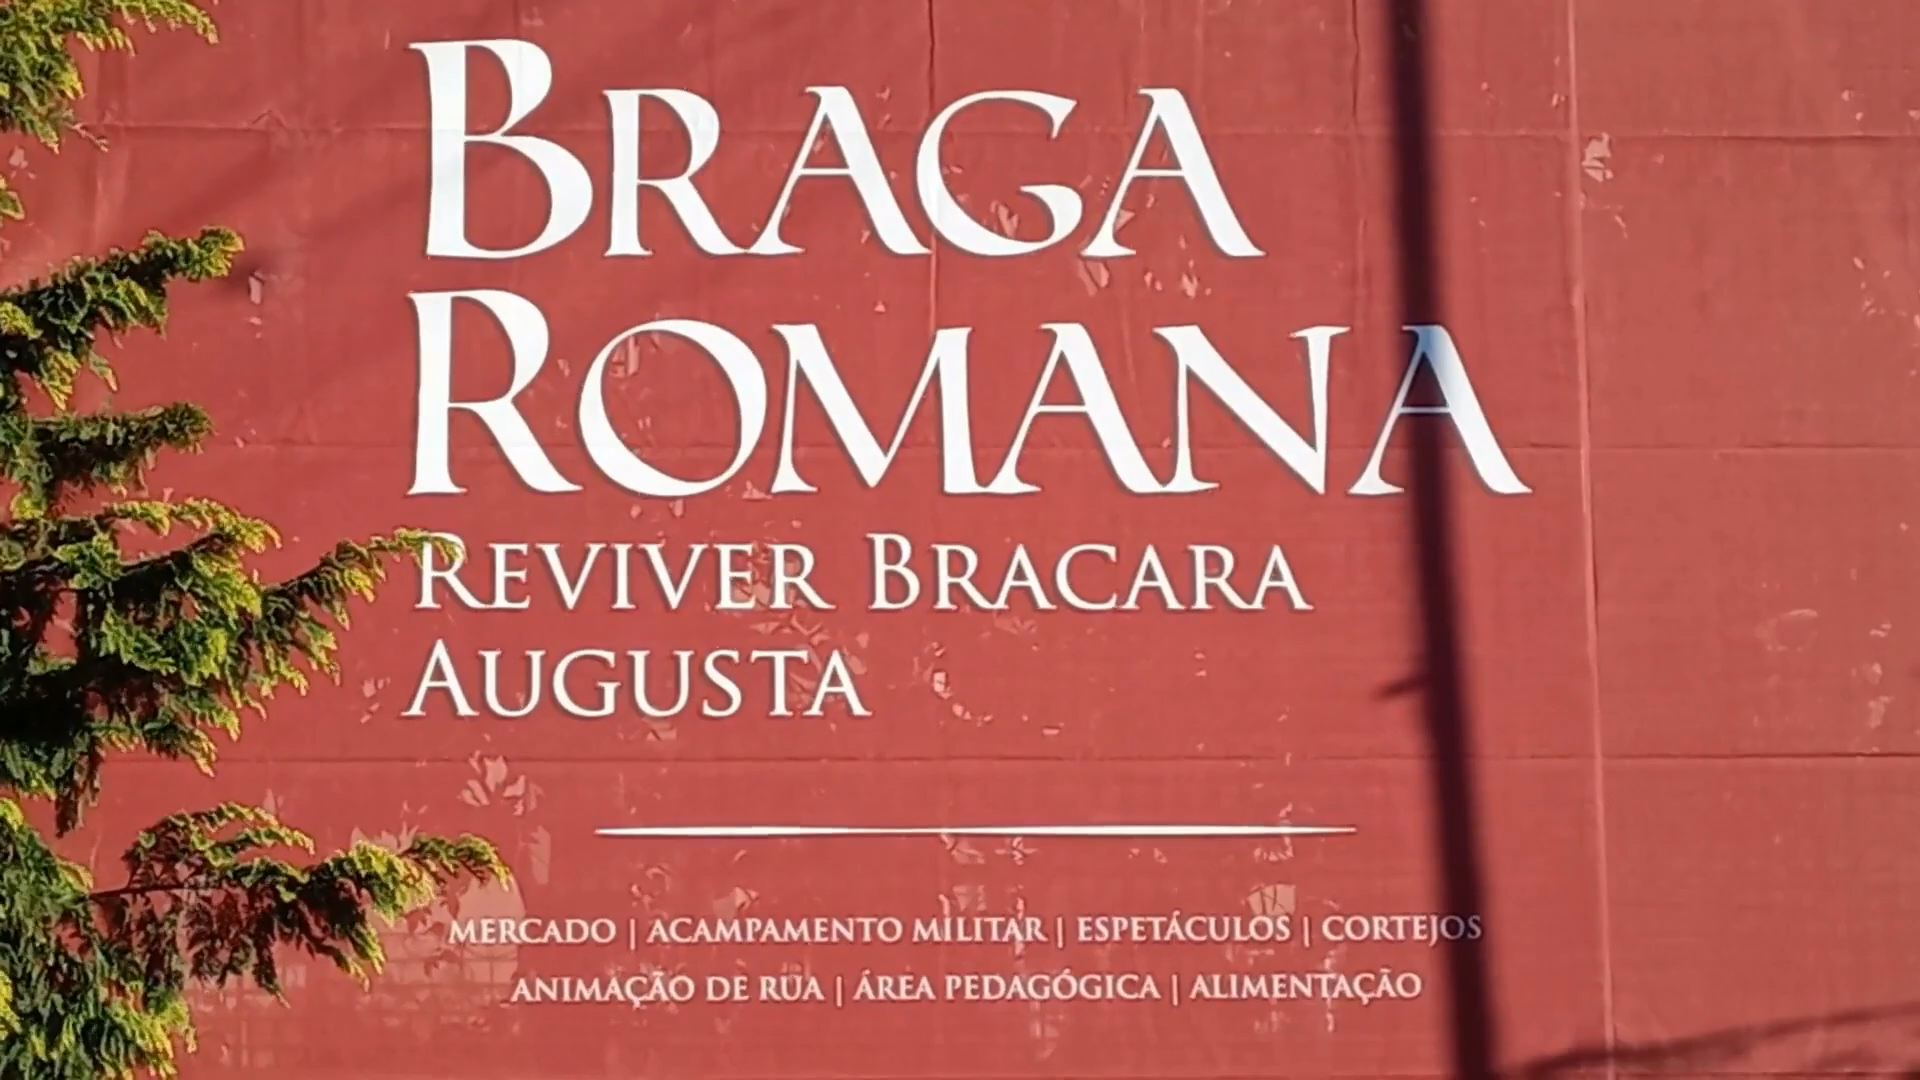 BRAGA
ROMANA
REVIVER BRACARA
AUGUSTA
MERCADO | ACAMPAMENTO MILITAR | ESPETÁCULOS | CORTEJOS
ANIMAÇÃO DE RUA | ÁREA PEDAGÓGICA | ALIMENTAÇÃO